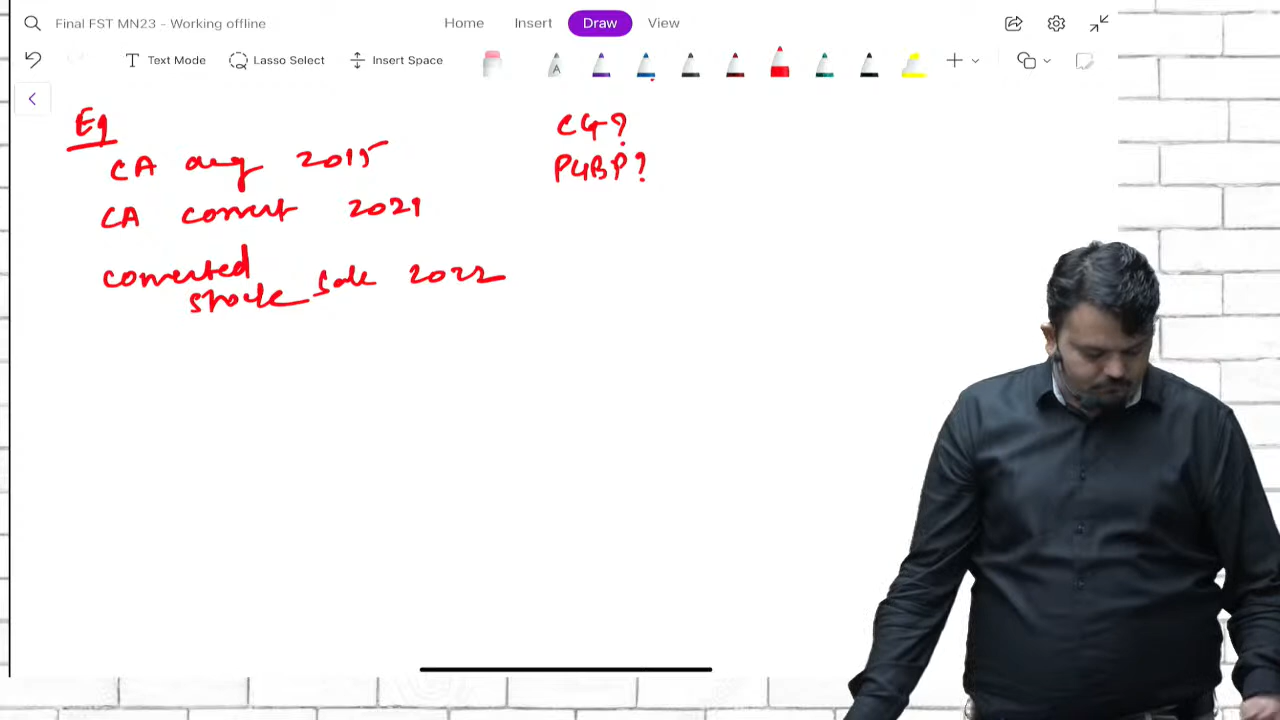 Final FST MN23 - Working offline
Home Insert Draw View
Text Mode Lasso Select Insert Space
Eg
CA acq 2015
CA convert 2021
converted
stock sale 2022
CG?
PGBP?